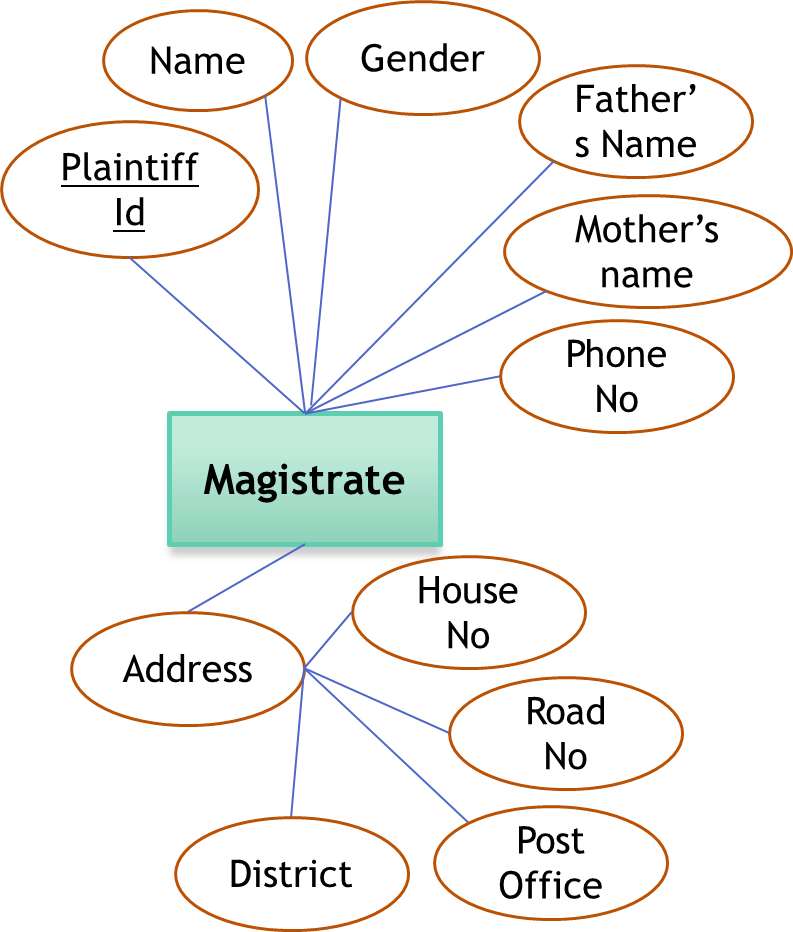 Name
Gender
Father’
s Name
Plaintiff
Id
Mother’s
name
Phone
No
Magistrate
House
No
Address
Road
No
Post
Office
District